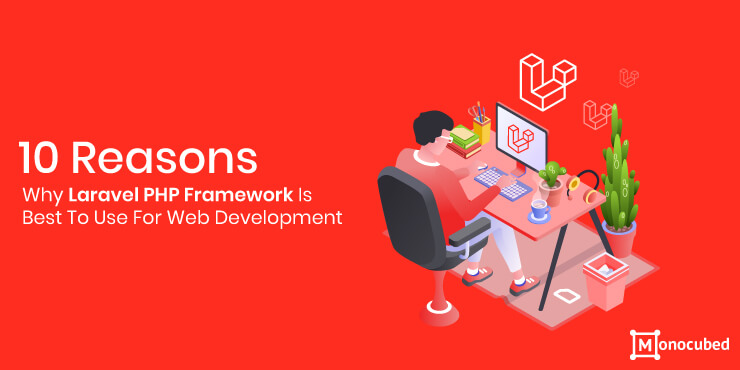 10 Reasons
Why Laravel PHP Framework Is
Best To Use For Web Development
Monocubed